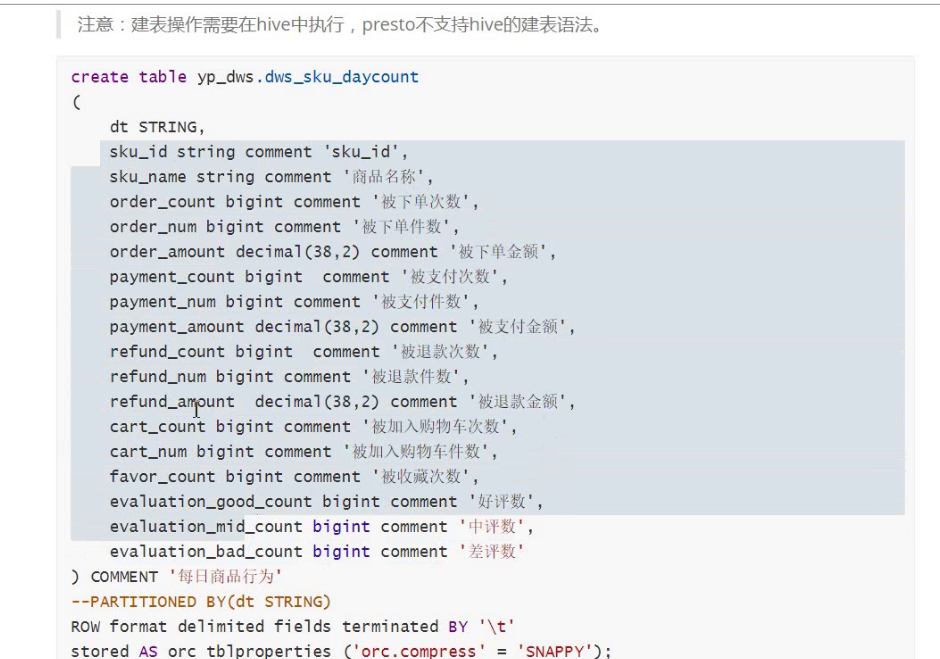 注意：建表操作需要在hive中执行，presto不支持hive的建表语法。
create table yp_dws.dws_sku_daycount
(
    dt STRING,
    sku_id string comment 'sku_id',
    sku_name string comment '商品名称',
    order_count bigint comment '被下单次数',
    order_num bigint comment '被下单件数',
    order_amount decimal(38,2) comment '被下单金额',
    payment_count bigint  comment '被支付次数',
    payment_num bigint comment '被支付件数',
    payment_amount decimal(38,2) comment '被支付金额',
    refund_count bigint  comment '被退款次数',
    refund_num bigint comment '被退款件数',
    refund_amount  decimal(38,2) comment '被退款金额',
    cart_count bigint comment '被加入购物车次数',
    cart_num bigint comment '被加入购物车件数',
    favor_count bigint comment '被收藏次数',
    evaluation_good_count bigint comment '好评数',
    evaluation_mid_count bigint comment '中评数',
    evaluation_bad_count bigint comment '差评数'
) COMMENT '每日商品行为'
--PARTITIONED BY(dt STRING)
ROW format delimited fields terminated BY '\t'
stored AS orc tblproperties ('orc.compress' = 'SNAPPY');